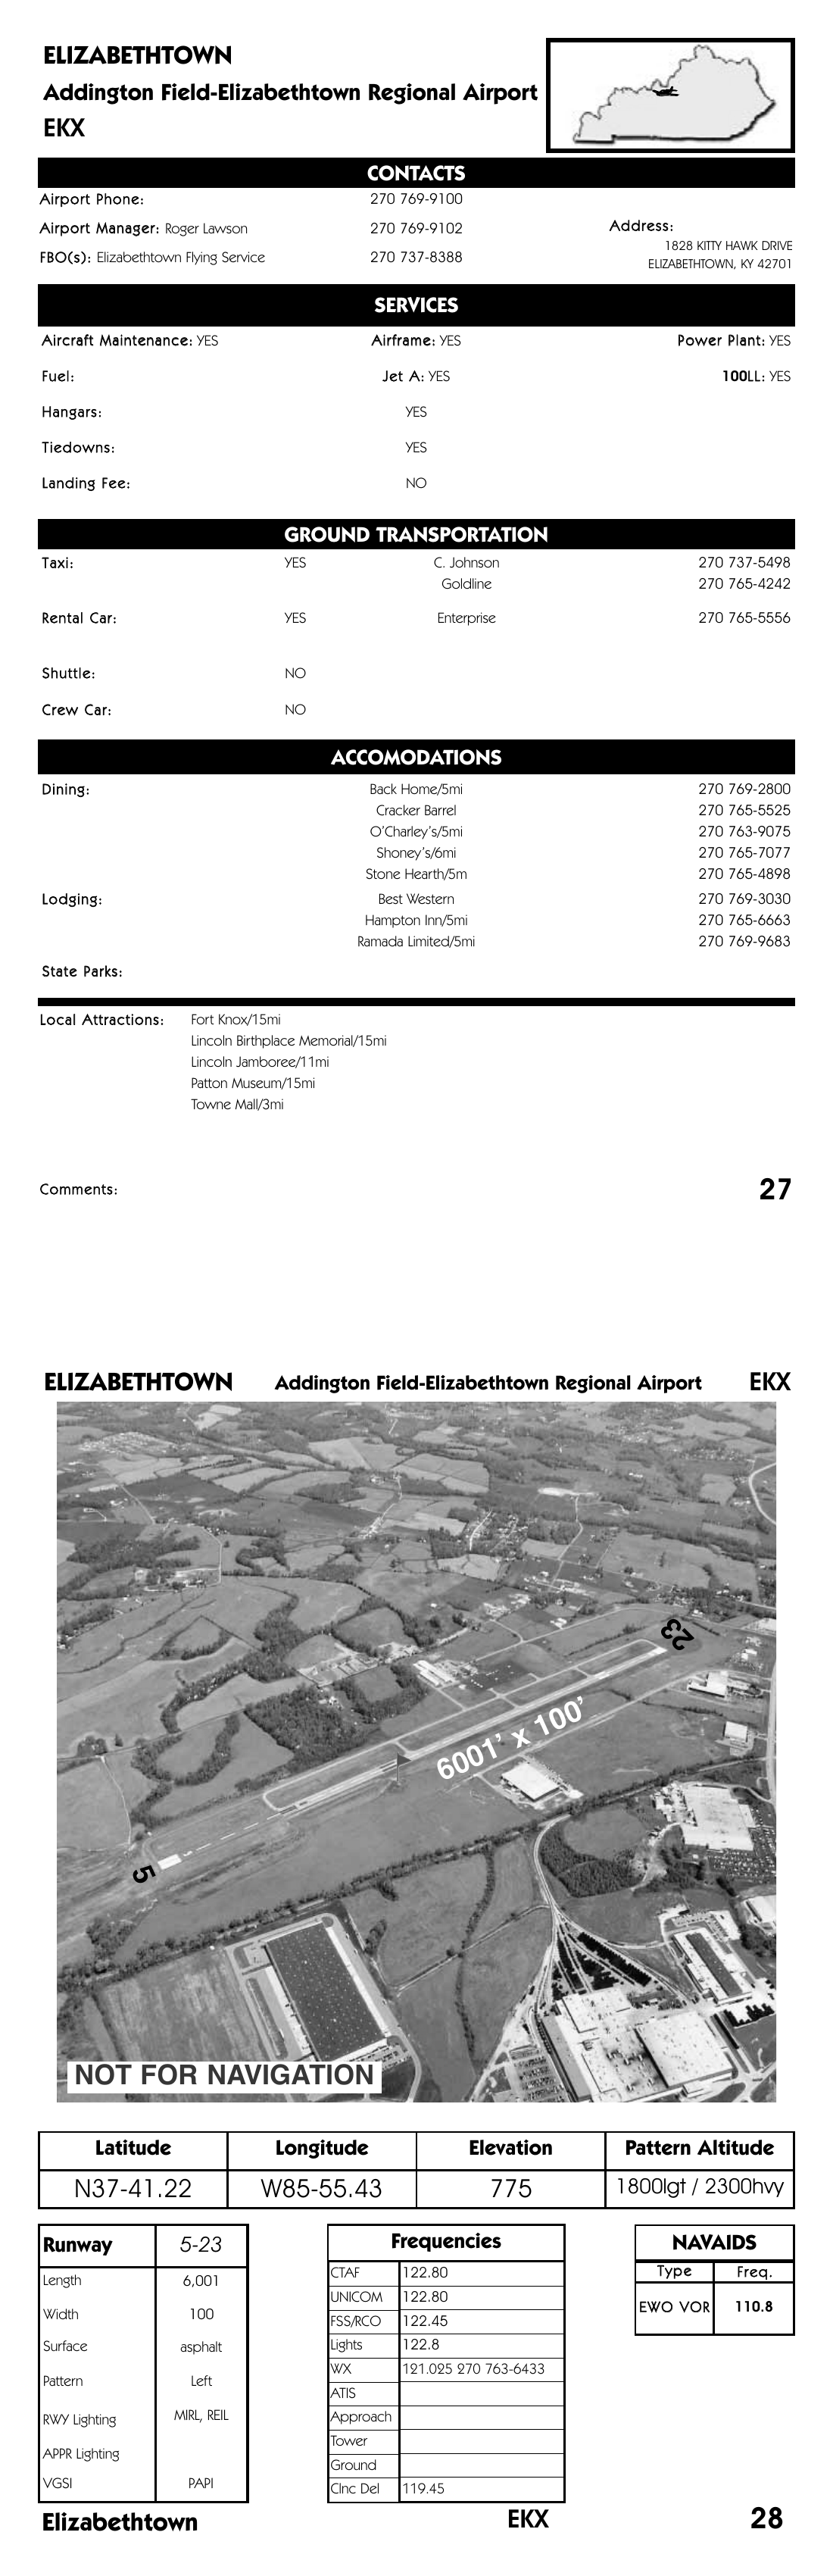 ELIZABETHTOWN
Addington Field-Elizabethtown Regional Airport
EKX
CONTACTS
Airport Phone: 270 769-9100
Airport Manager: Roger Lawson 270 769-9102 Address:
1828 KITTY HAWK DRIVE
FBO(s): Elizabethtown Flying Service 270 737-8388
ELIZABETHTOWN, KY 42701
SERVICES
Aircraft Maintenance: YES Airframe: YES Power Plant: YES
Fuel: Jet A: YES 100LL: YES
Hangars: YES
Tiedowns: YES
Landing Fee: NO
GROUND TRANSPORTATION
Taxi: YES C. Johnson 270 737-5498
Goldline 270 765-4242
Rental Car: YES Enterprise 270 765-5556
Shuttle: NO
Crew Car: NO
ACCOMODATIONS
Dining: Back Home/5mi 270 769-2800
Cracker Barrel 270 765-5525
O'Charley's/5mi 270 763-9075
Shoney's/6mi 270 765-7077
Stone Hearth/5m 270 765-4898
Lodging: Best Western 270 769-3030
Hampton Inn/5mi 270 765-6663
Ramada Limited/5mi 270 769-9683
State Parks:
Local Attractions: Fort Knox/15mi
Lincoln Birthplace Memorial/15mi
Lincoln Jamboree/11mi
Patton Museum/15mi
Towne Mall/3mi
Comments: 27
ELIZABETHTOWN Addington Field-Elizabethtown Regional Airport EKX
23
6001' x 100'
5
NOT FOR NAVIGATION
Latitude Longitude Elevation Pattern Altitude
N37-41.22 W85-55.43 775 1800lgt / 2300hvy
Runway 5-23
Length 6,001
Width 100
Surface asphalt
Pattern Left
RWY Lighting MIRL, REIL
APPR Lighting
VGSI PAPI
Frequencies
CTAF 122.80
UNICOM 122.80
FSS/RCO 122.45
Lights 122.8
WX 121.025 270 763-6433
ATIS
Approach
Tower
Ground
Clnc Del 119.45
NAVAIDS
Type Freq.
EWO VOR 110.8
Elizabethtown EKX 28